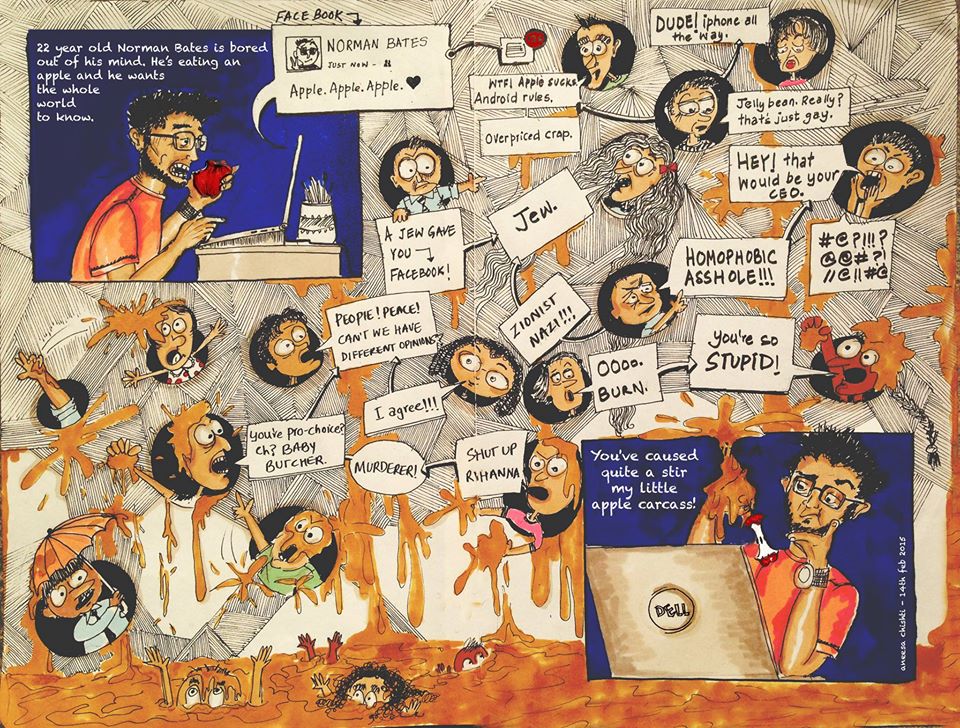 22 year old Norman Bates is bored
out of his mind. He's eating an
apple and he wants
the whole
world
to know.
FACEBOOK
NORMAN BATES
JUST NOW -
Apple. Apple. Apple. ♥
WTF! Apple sucks.
Android rules.
DUDE! iphone all
the way.
Overpriced crap.
Jelly bean. Really?
that's just gay.
HEY! that
would be your
CEO.
A JEW GAVE
YOU
FACEBOOK!
JEW.
HOMOPHOBIC
ASSHOLE!!!
#@?!!!?
@@#?!
//@!!#@
PEOPLE! PEACE!
CAN'T WE HAVE
DIFFERENT OPINIONS?
ZIONIST
NAZI!!!
You're so
STUPID!
OOOO.
BURN.
I agree!!!
You've pro-choice?
Eh? BABY
BUTCHER.
MURDERER!
SHUT UP
RIHANNA
You've caused
quite a stir
my little
apple carcass!
DELL
aneesa chishti - 14th feb 2015